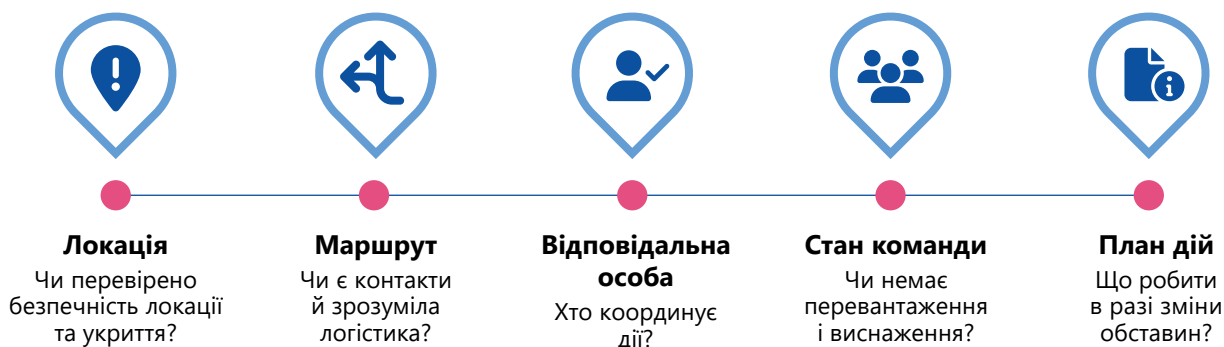 Локація
Чи перевірено
безпечність локації
та укриття?
Маршрут
Чи є контакти
й зрозуміла
логістика?
Відповідальна
особа
Хто координує
дії?
Стан команди
Чи немає
перевантаження
і виснаження?
План дій
Що робити
в разі зміни
обставин?